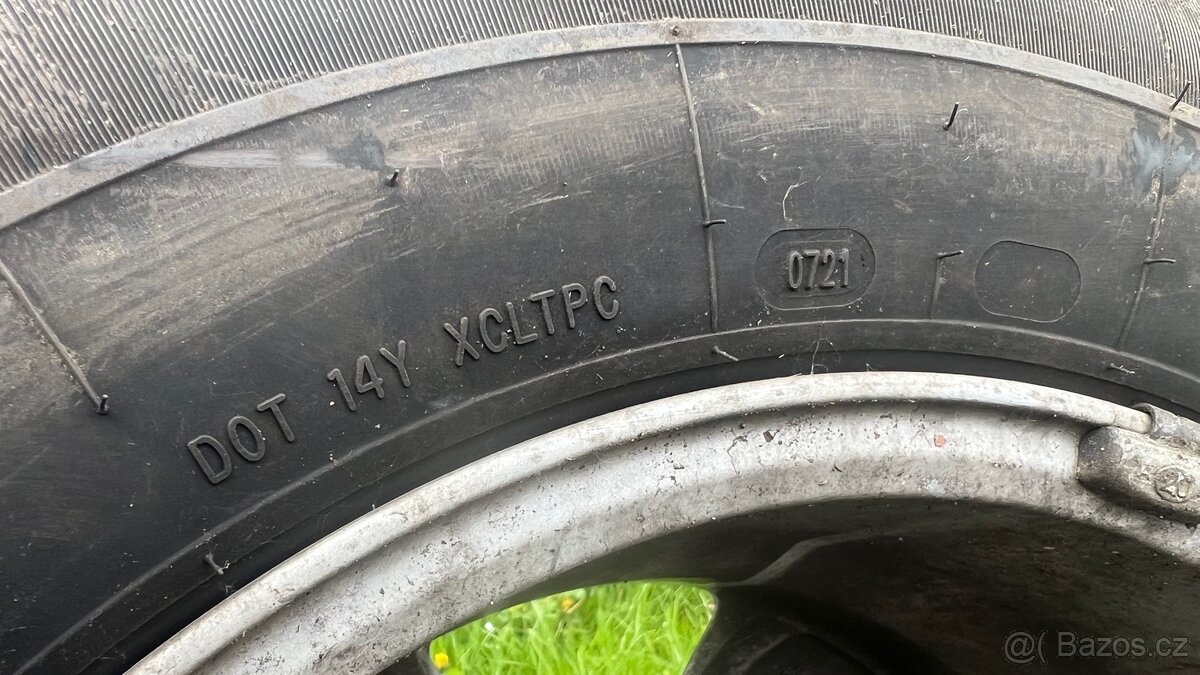 DOT 14Y XCLTPC 0721
@( Bazos.cz